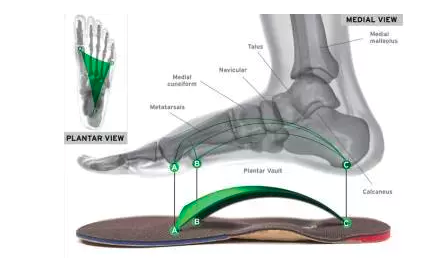 MEDIAL VIEW
Medial
malleolus
Talus
Navicular
Medial
cuneiform
Metatarsals
PLANTAR VIEW
A
B
C
Plantar Vault
Calcaneus
A
B
C